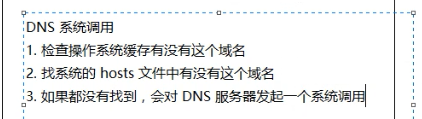 DNS 系统调用
1. 检查操作系统缓存有没有这个域名
2. 找系统的 hosts 文件中有没有这个域名
3. 如果都没有找到，会对 DNS 服务器发起一个系统调用